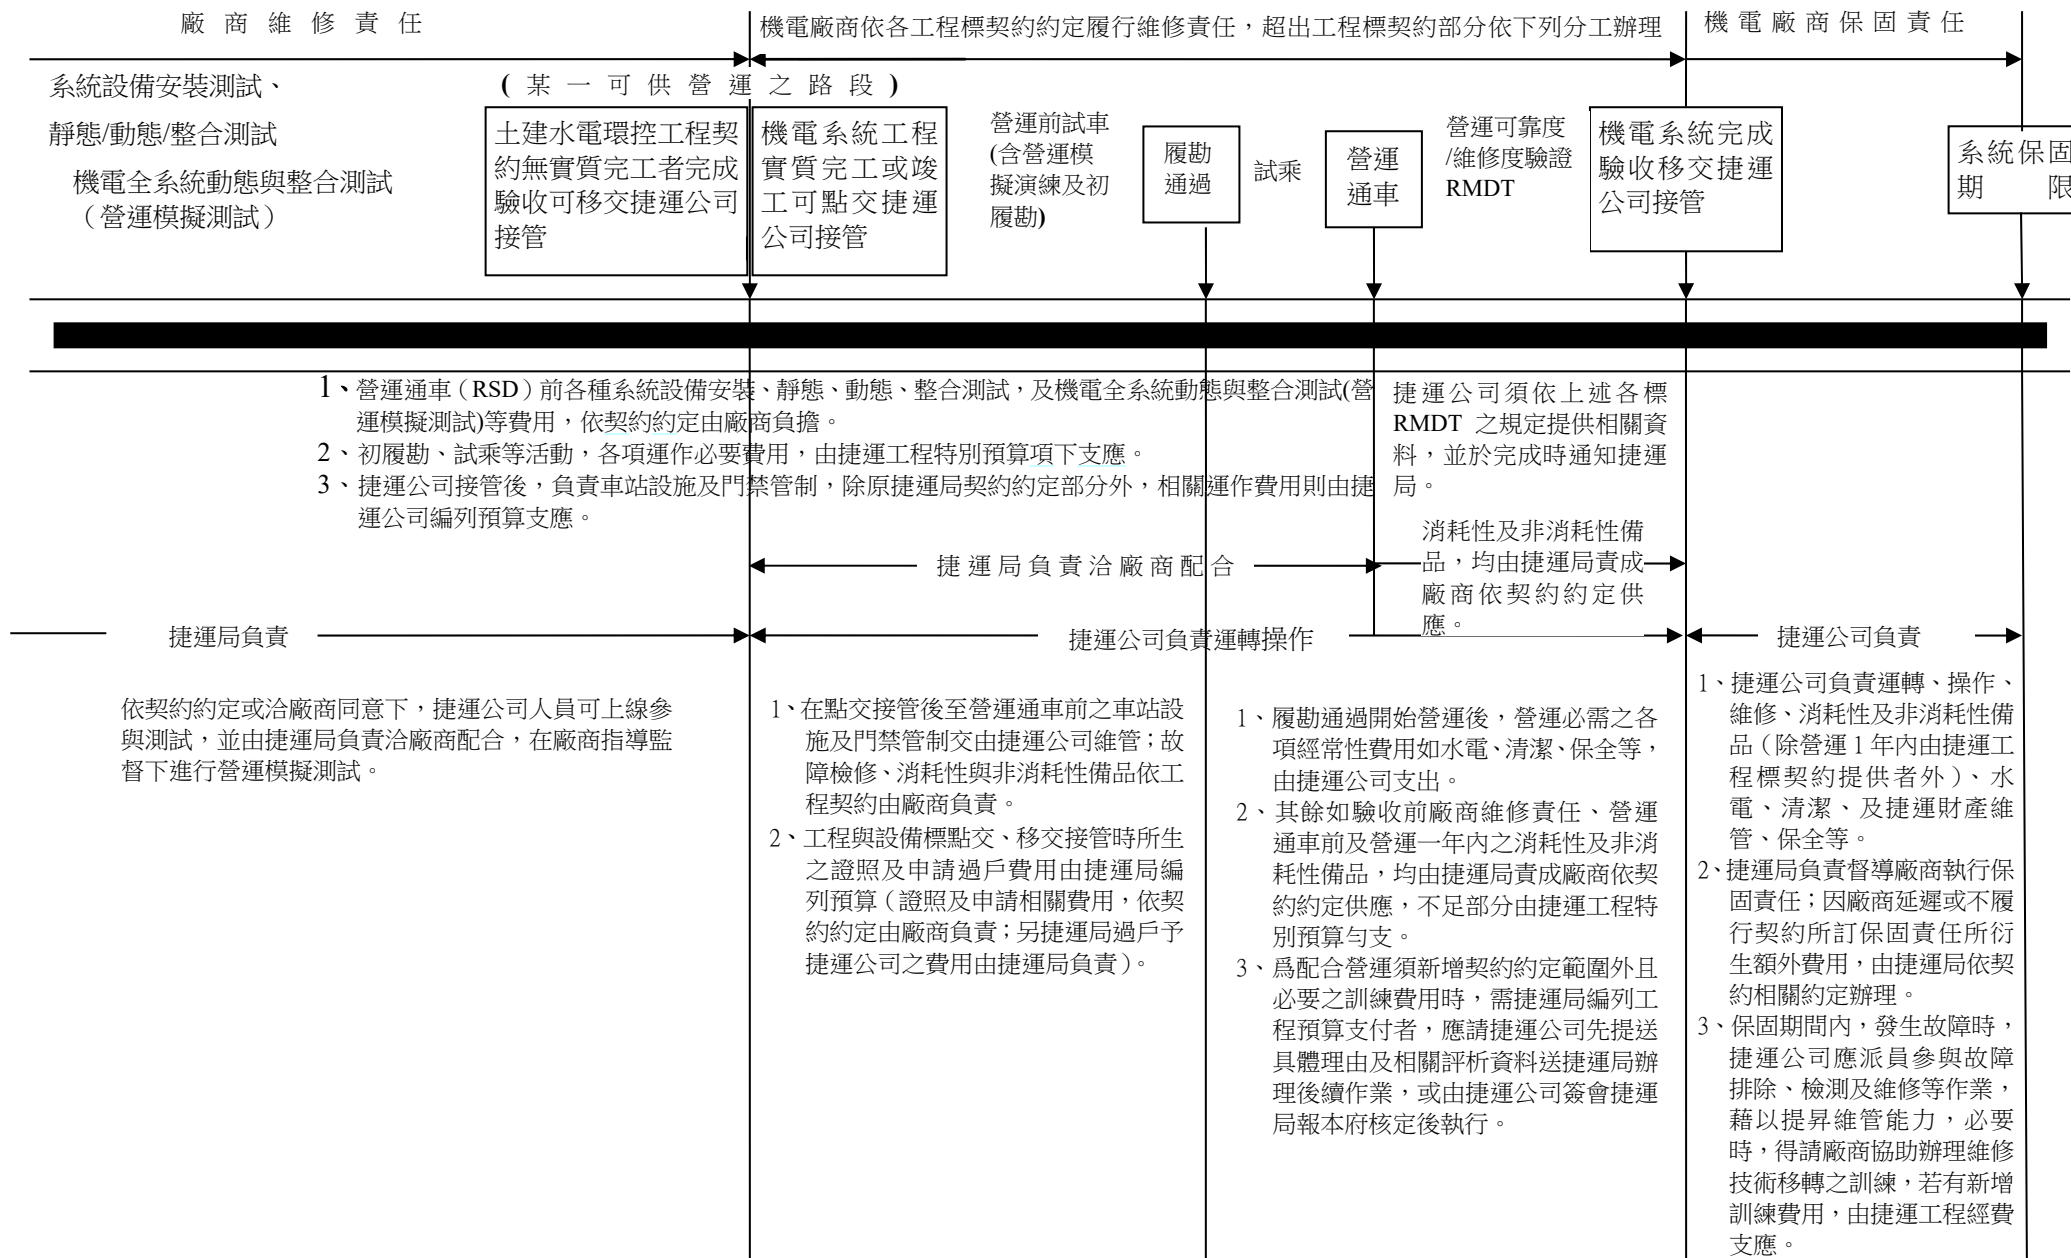 廠商維修責任
機電廠商依各工程標契約約定履行維修責任，超出工程標契約部分依下列分工辦理
機電廠商保固責任
系統設備安裝測試、
靜態/動態/整合測試
機電全系統動態與整合測試
（營運模擬測試）
(某一可供營運之路段)
土建水電環控工程契
約無實質完工者完成
驗收可移交捷運公司
接管
機電系統工程
實質完工或竣
工可點交捷運
公司接管
營運前試車
(含營運模
擬演練及初
履勘)
履勘
通過
試乘
營運
通車
營運可靠度
/維修度驗證
RMDT
機電系統完成
驗收移交捷運
公司接管
系統保固
期限
1、營運通車（RSD）前各種系統設備安裝、靜態、動態、整合測試，及機電全系統動態與整合測試(營
運模擬測試)等費用，依契約約定由廠商負擔。
2、初履勘、試乘等活動，各項運作必要費用，由捷運工程特別預算項下支應。
3、捷運公司接管後，負責車站設施及門禁管制，除原捷運局契約約定部分外，相關運作費用則由捷
運公司編列預算支應。
捷運公司須依上述各標
RMDT 之規定提供相關資
料，並於完成時通知捷運
局。
捷運局負責洽廠商配合
消耗性及非消耗性備
品，均由捷運局責成
廠商依契約約定供
應。
捷運局負責
捷運公司負責運轉操作
捷運公司負責
依契約約定或洽廠商同意下，捷運公司人員可上線參
與測試，並由捷運局負責洽廠商配合，在廠商指導監
督下進行營運模擬測試。
1、在點交接管後至營運通車前之車站設
施及門禁管制交由捷運公司維管；故
障檢修、消耗性與非消耗性備品依工
程契約由廠商負責。
2、工程與設備標點交、移交接管時所生
之證照及申請過戶費用由捷運局編
列預算（證照及申請相關費用，依契
約約定由廠商負責；另捷運局過戶予
捷運公司之費用由捷運局負責）。
1、履勘通過開始營運後，營運必需之各
項經常性費用如水電、清潔、保全等，
由捷運公司支出。
2、其餘如驗收前廠商維修責任、營運
通車前及營運一年內之消耗性及非消
耗性備品，均由捷運局責成廠商依契
約約定供應，不足部分由捷運工程特
別預算勻支。
3、為配合營運須新增契約約定範圍外且
必要之訓練費用時，需捷運局編列工
程預算支付者，應請捷運公司先提送
具體理由及相關評析資料送捷運局辦
理後續作業，或由捷運公司簽會捷運
局報本府核定後執行。
1、捷運公司負責運轉、操作、
維修、消耗性及非消耗性備
品（除營運1年內由捷運工
程標契約提供者外）、水
電、清潔、及捷運財產維
管、保全等。
2、捷運局負責督導廠商執行保
固責任；因廠商延遲或不履
行契約所訂保固責任所衍
生額外費用，由捷運局依契
約相關約定辦理。
3、保固期間內，發生故障時，
捷運公司應派員參與故障
排除、檢測及維修等作業，
藉以提昇維管能力，必要
時，得請廠商協助辦理維修
技術移轉之訓練，若有新增
訓練費用，由捷運工程經費
支應。